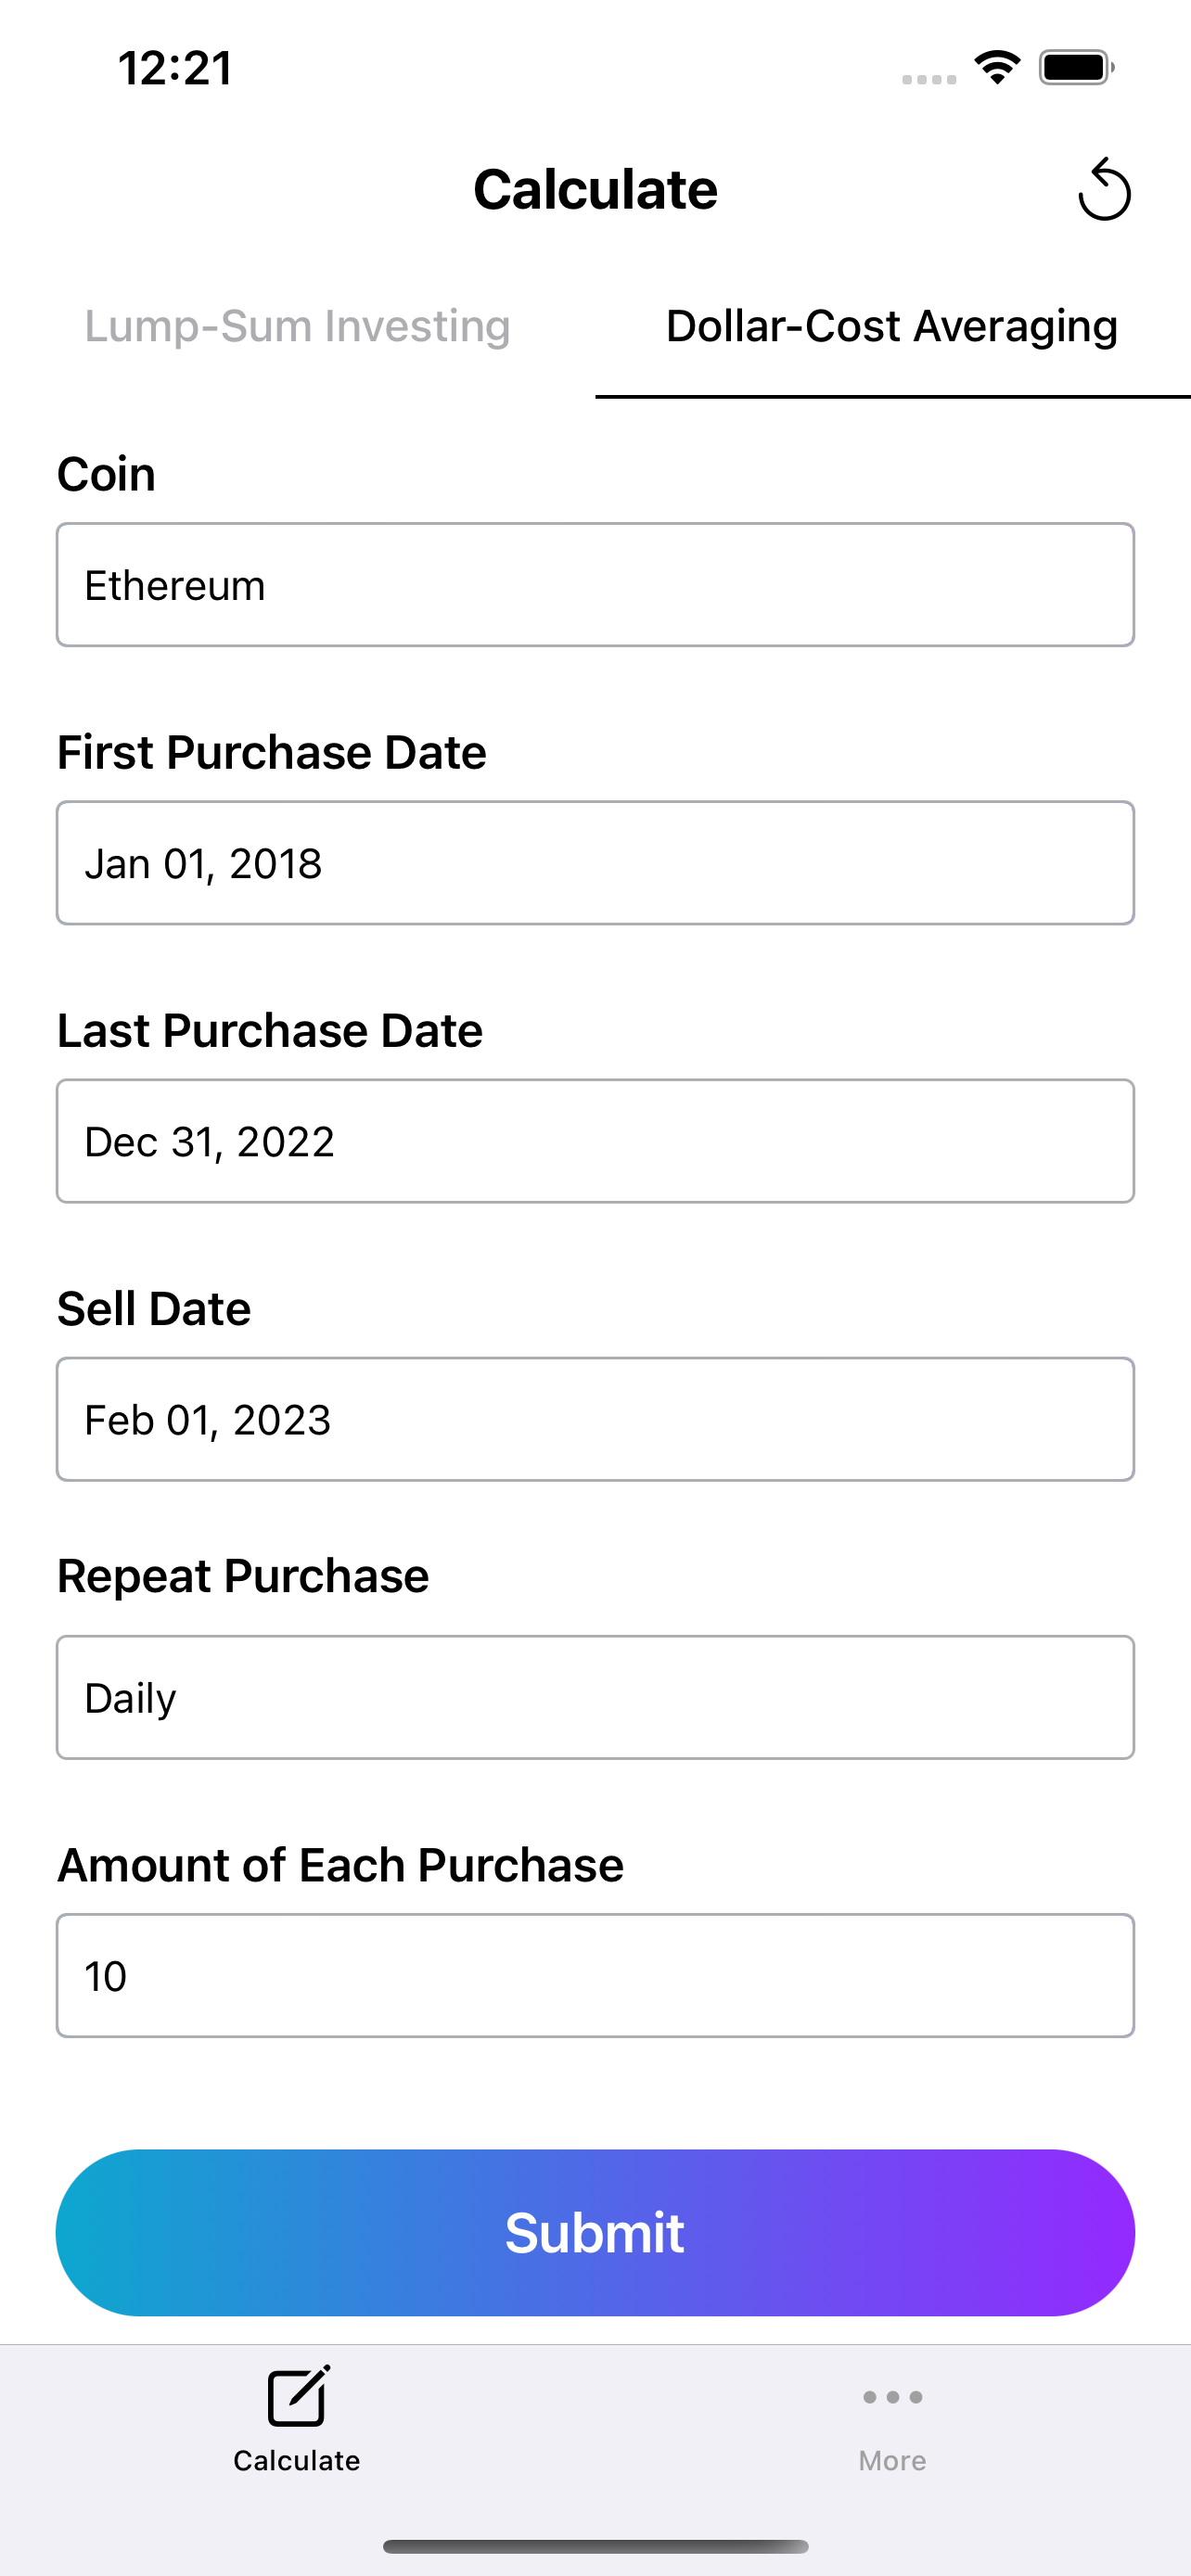 12:21
Calculate
Lump-Sum Investing Dollar-Cost Averaging
Coin
Ethereum
First Purchase Date
Jan 01, 2018
Last Purchase Date
Dec 31, 2022
Sell Date
Feb 01, 2023
Repeat Purchase
Daily
Amount of Each Purchase
10
Submit
Calculate More